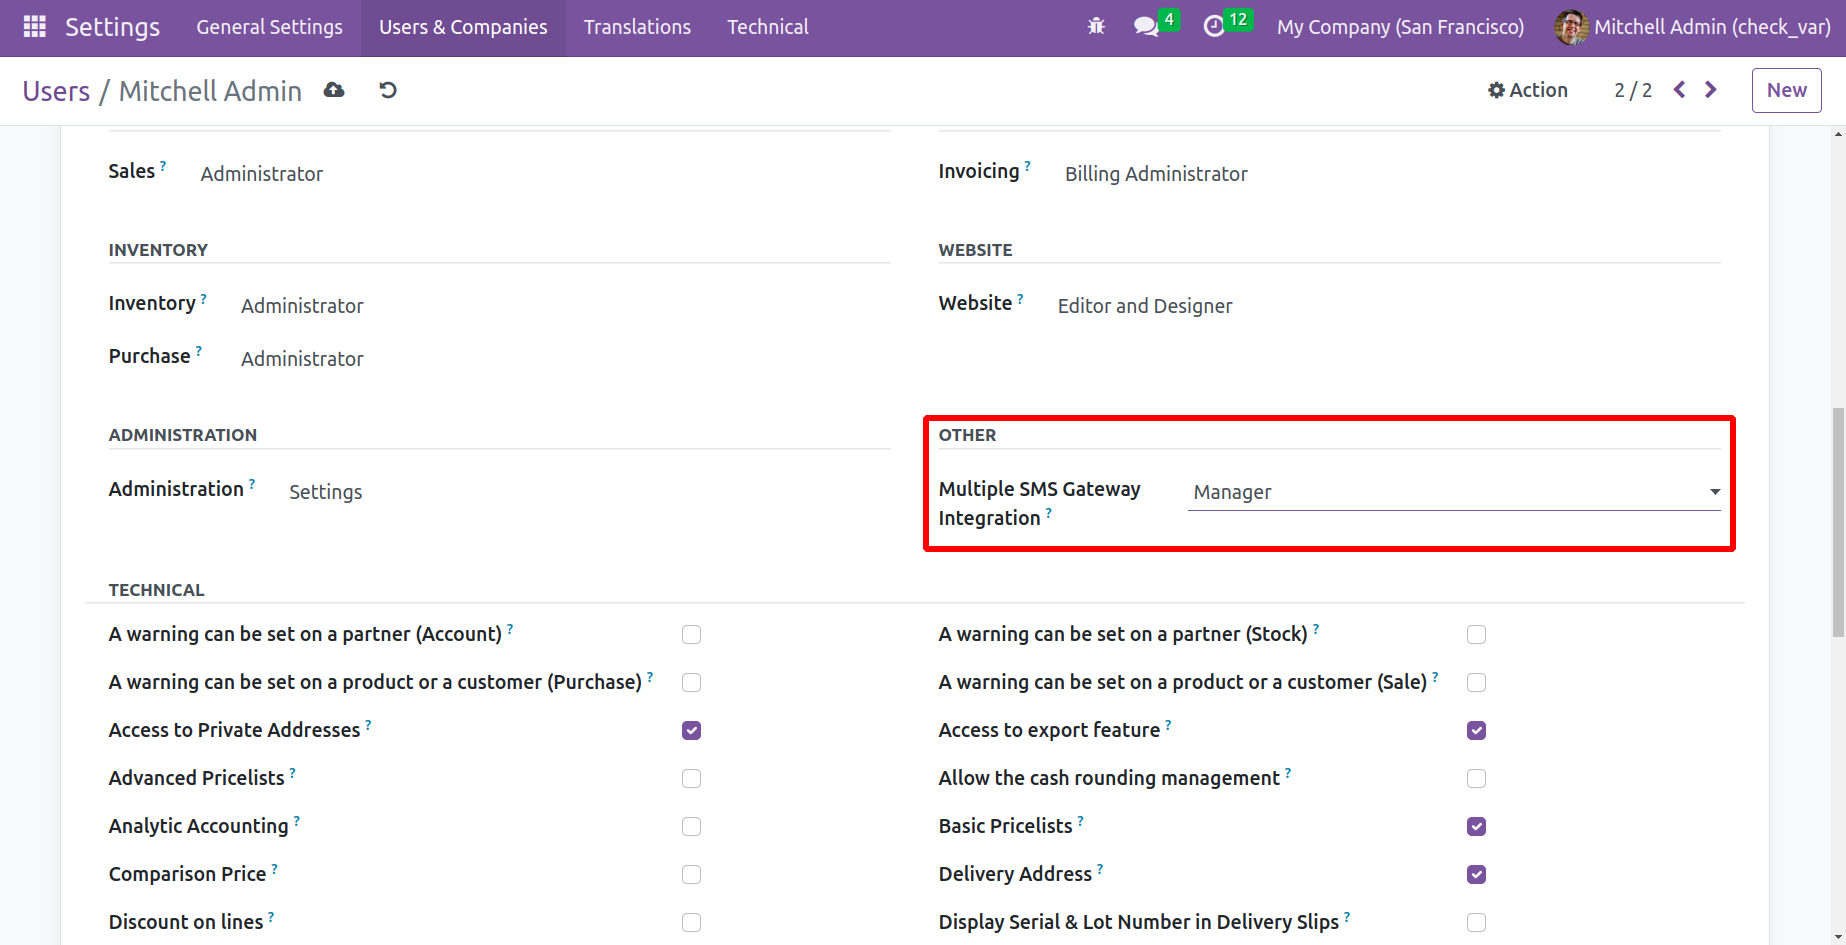 Settings General Settings Users & Companies Translations Technical 4 12 My Company (San Francisco) Mitchell Admin (check_var)
Users / Mitchell Admin Action 2 / 2 New
Sales ? Administrator Invoicing ? Billing Administrator
INVENTORY WEBSITE
Inventory ? Administrator Website ? Editor and Designer
Purchase ? Administrator
ADMINISTRATION OTHER
Administration ? Settings Multiple SMS Gateway Manager
Integration ?
TECHNICAL
A warning can be set on a partner (Account) ? A warning can be set on a partner (Stock) ?
A warning can be set on a product or a customer (Purchase) ? A warning can be set on a product or a customer (Sale) ?
Access to Private Addresses ? Access to export feature ?
Advanced Pricelists ? Allow the cash rounding management ?
Analytic Accounting ? Basic Pricelists ?
Comparison Price ? Delivery Address ?
Discount on lines ? Display Serial & Lot Number in Delivery Slips ?